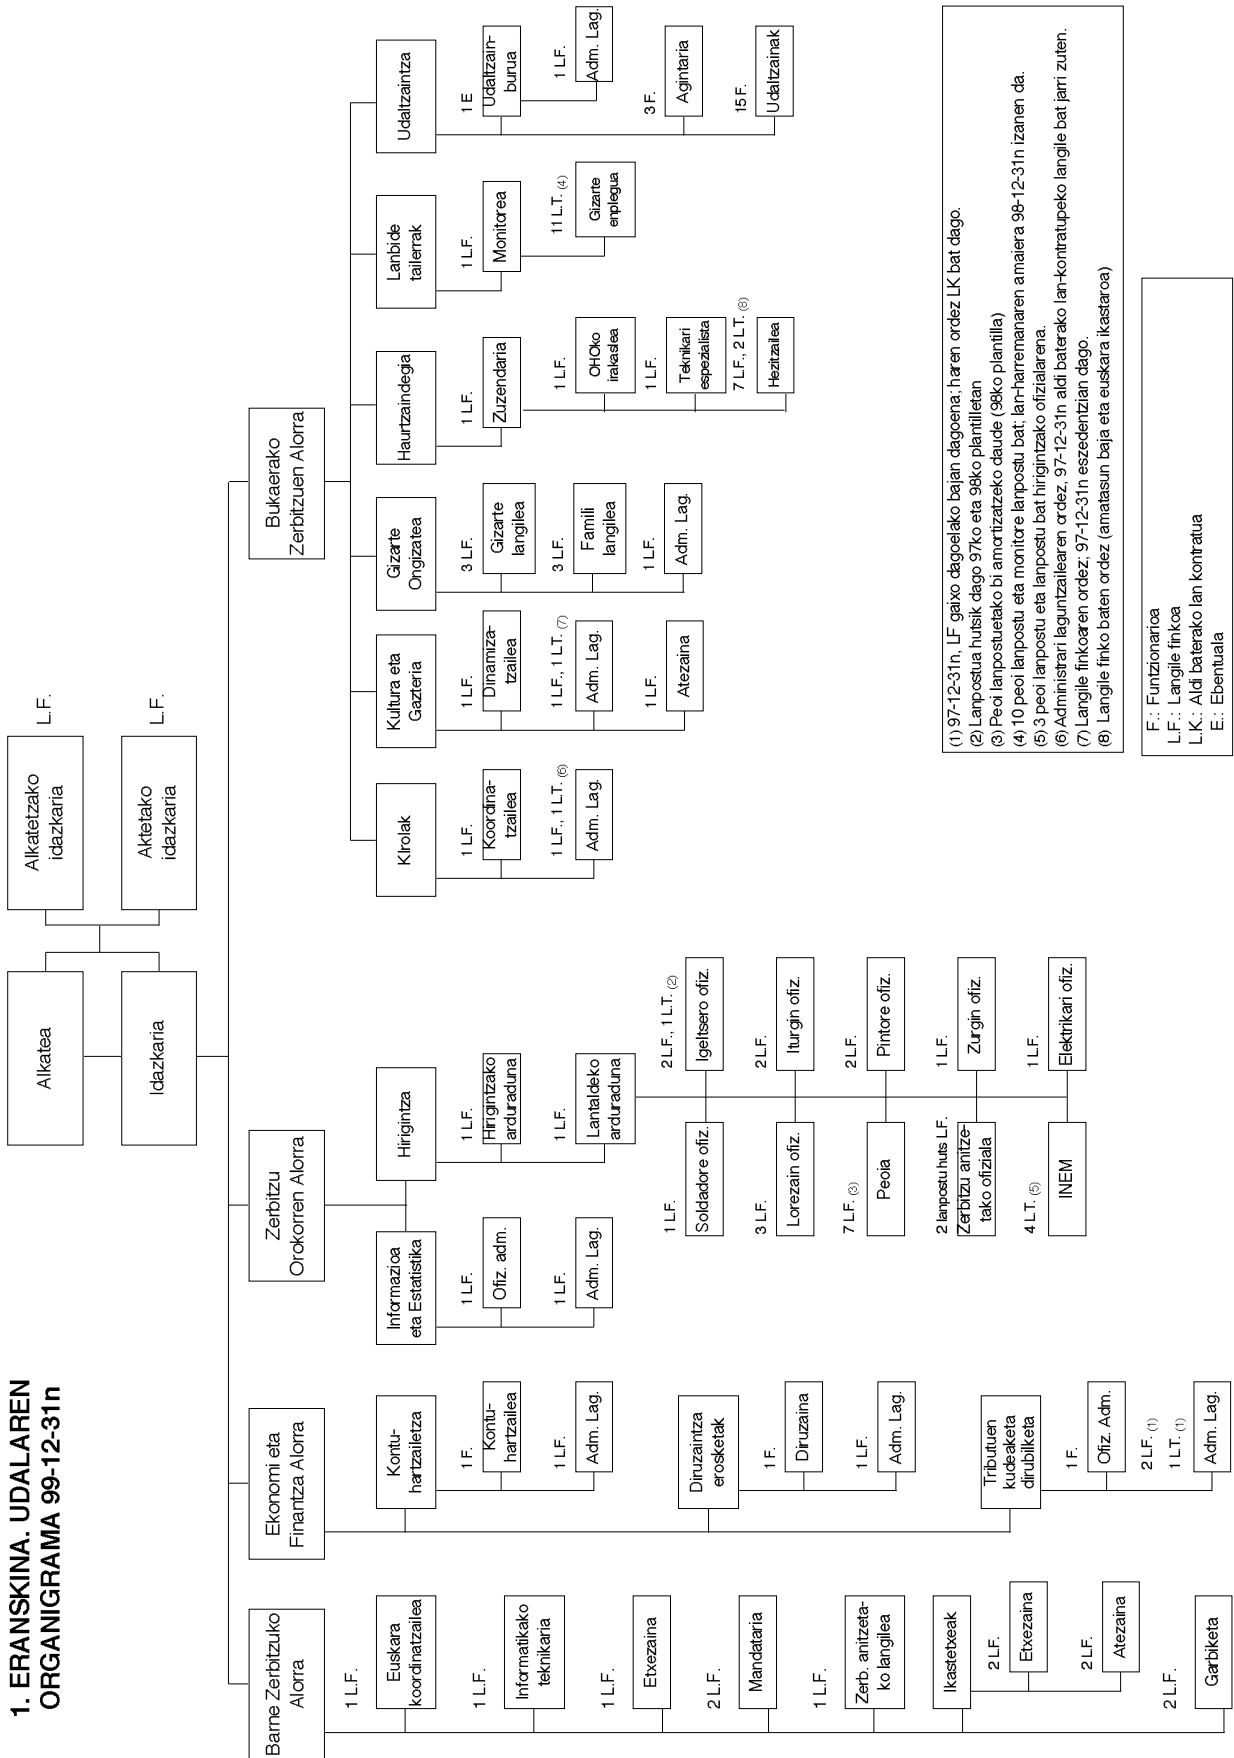 1. ERANSKINA. UDALAREN
ORGANIGRAMA 99-12-31n
Alkatea
Idazkaria
Alkatetzako
idazkaria
L.F.
Aktetako
idazkaria
L.F.
Barne Zerbitzuko
Alorra
1 L.F.
Euskara
koordinatzailea
1 L.F.
Informatikako
teknikaria
1 L.F.
Etxezaina
2 L.F.
Mandataria
1 L.F.
Zerb. anitzeta-
ko langilea
Ikastetxeak
2 L.F.
Etxezaina
2 L.F.
Atezaina
2 L.F.
Garbiketa
Ekonomi eta
Finantza Alorra
Kontu-
hartzailetza
1 F.
Kontu-
hartzailea
1 L.F.
Adm. Lag.
Diruzaintza
erosketak
1 F.
Diruzaina
1 L.F.
Adm. Lag.
Tributuen
kudeaketa
dirubilketa
1 F.
Ofiz. Adm.
2 L.F. (1)
1 L.T. (1)
Adm. Lag.
Zerbitzu
Orokorren Alorra
Informazioa
eta Estatistika
1 L.F.
Ofiz. adm.
1 L.F.
Adm. Lag.
Hirigintza
1 L.F.
Hirigintzako
arduraduna
1 L.F.
Lantaldeko
arduraduna
1 L.F.
Soldadore ofiz.
2 L.F., 1 L.T. (2)
Igeltsero ofiz.
3 L.F.
Lorezain ofiz.
2 L.F.
Iturgin ofiz.
7 L.F. (3)
Peoia
2 L.F.
Pintore ofiz.
2 lanpostu huts L.F.
Zerbitzu anitze-
tako ofiziala
1 L.F.
Zurgin ofiz.
4 L.T. (5)
INEM
1 L.F.
Elektrikari ofiz.
Bukaerako
Zerbitzuen Alorra
KIrolak
1 L.F.
Koordina-
tzailea
1 L.F., 1 L.T. (6)
Adm. Lag.
Kultura eta
Gazteria
1 L.F.
Dinamiza-
tzailea
1 L.F., 1 L.T. (7)
Adm. Lag.
1 L.F.
Atezaina
Gizarte
Ongizatea
3 L.F.
Gizarte
langilea
3 L.F.
Famili
langilea
1 L.F.
Adm. Lag.
Haurtzaindegia
1 L.F.
Zuzendaria
1 L.F.
OHOko
irakaslea
1 L.F.
Teknikari
espezialista
7 L.F., 2 L.T. (8)
Hezitzailea
Lanbide
tailerrak
1 L.F.
Monitorea
11 L.T. (4)
Gizarte
enplegua
Udaltzaintza
1 E
Udaltzain-
burua
1 L.F.
Adm. Lag.
3 F.
Agintaria
15 F.
Udaltzainak
(1) 97-12-31n, LF gaixo dagoelako bajan dagoena; haren ordez LK bat dago.
(2) Lanpostua hutsik dago 97ko eta 98ko plantilletan
(3) Peoi lanpostuetako bi amortizatzeko daude (98ko plantilla)
(4) 10 peoi lanpostu eta monitore lanpostu bat; lan-harremanaren amaiera 98-12-31n izanen da.
(5) 3 peoi lanpostu eta lanpostu bat hirigintzako ofizialarena.
(6) Administrari laguntzailearen ordez, 97-12-31n aldi baterako lan-kontratupeko langile bat jarri zuten.
(7) Langile finkoaren ordez; 97-12-31n eszedentzian dago.
(8) Langile finko baten ordez (amatasun baja eta euskara ikastaroa)
F.: Funtzionarioa
L.F.: Langile finkoa
L.K.: Aldi baterako lan kontratua
E.: Ebentuala